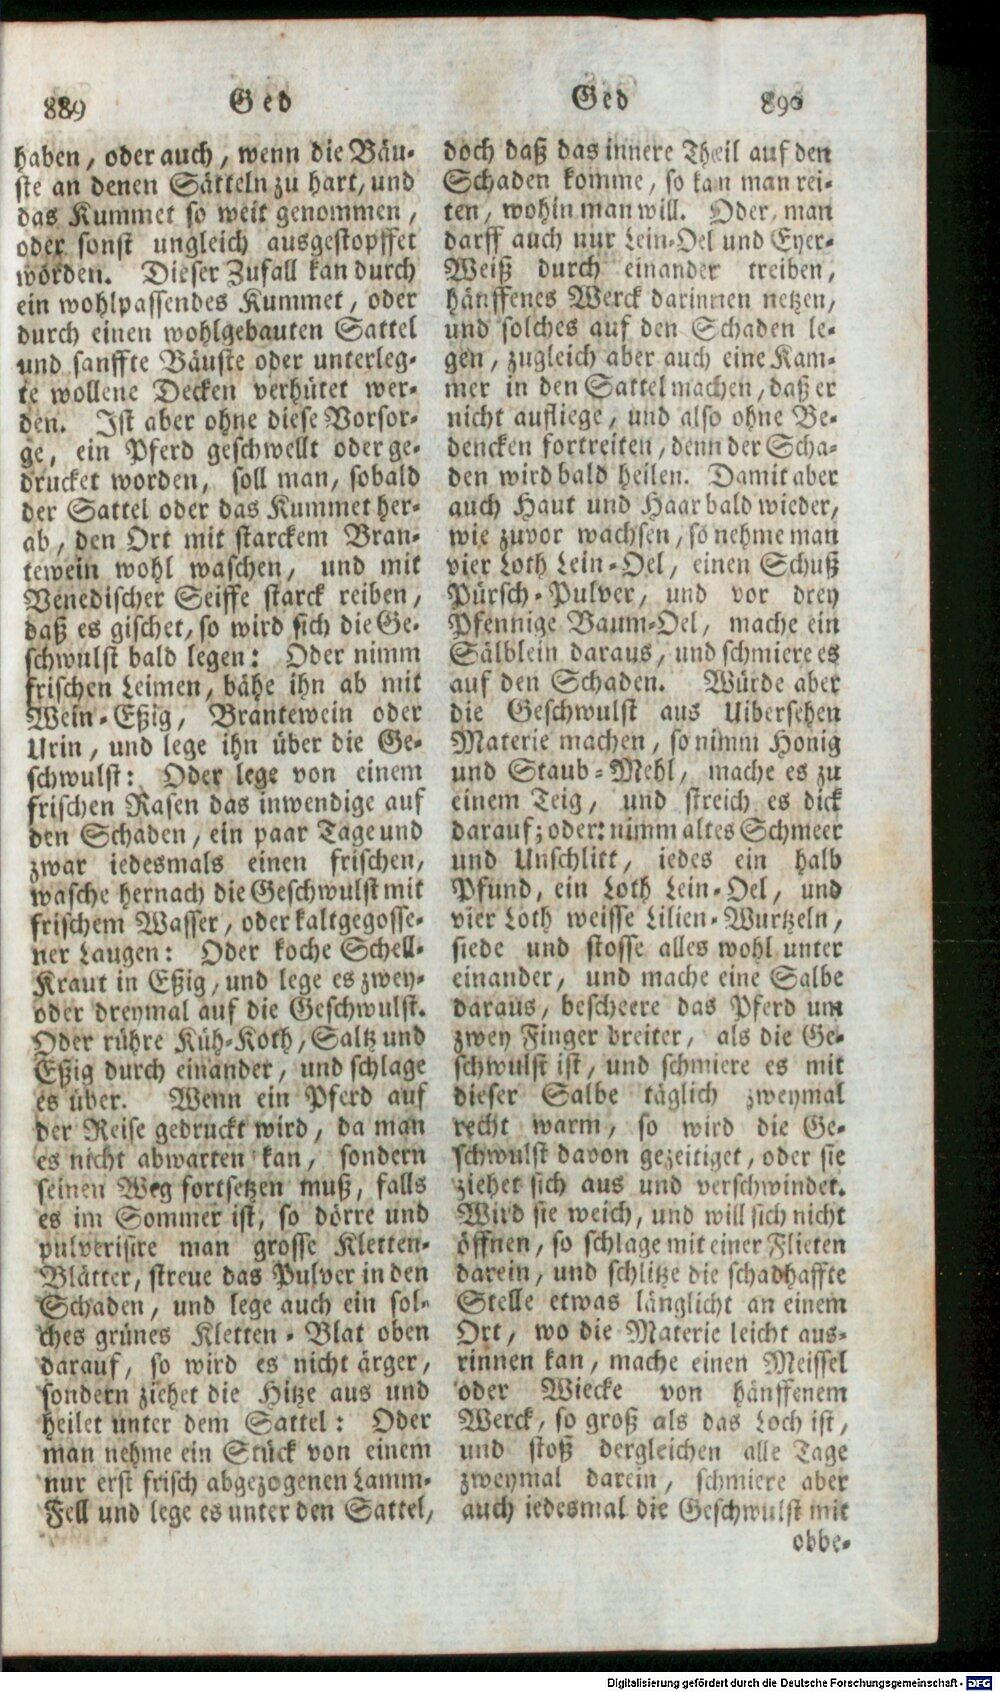 889 Ged
haben, oder auch, wenn die Bäu-
ste an denen Sätteln zu hart, und
das Kummet so weit genommen,
oder sonst ungleich ausgestopffet
worden. Dieser Zufall kan durch
ein wohlpassendes Kummet, oder
durch einen wohlgebauten Sattel
und sanffte Bäuste oder unterleg-
te wollene Decken verhütet wer-
den. Ist aber ohne diese Vorsor-
ge, ein Pferd geschwellt oder ge-
drucket worden, soll man, sobald
der Sattel oder das Kummet her-
ab, den Ort mit starckem Bran-
tewein wohl waschen, und mit
Venedischer Seiffe starck reiben,
daß es gischet, so wird sich die Ge-
schwulst bald legen: Oder nimm
frischen Leimen, bähe ihn ab mit
Wein-Eßig, Brantewein oder
Urin, und lege ihn über die Ge-
schwulst: Oder lege von einem
frischen Rasen das inwendige auf
den Schaden, ein paar Tage und
zwar iedesmals einen frischen,
wasche hernach die Geschwulst mit
frischem Wasser, oder kaltgegosse-
ner Laugen: Oder koche Schell-
Kraut in Eßig, und lege es zwey-
oder dreymal auf die Geschwulst.
Oder rühre Küh-Koth, Saltz und
Eßig durch einander, und schlage
es über. Wenn ein Pferd auf
der Reise gedruckt wird, da man
es nicht abwarten kan, sondern
seinen Weg fortsetzen muß, falls
es im Sommer ist, so dörre und
pulverisire man grosse Kletten-
Blätter, streue das Pulver in den
Schaden, und lege auch ein sol-
ches grünes Kletten-Blat oben
darauf, so wird es nicht ärger,
sondern ziehet die Hitze aus und
heilet unter dem Sattel: Oder
man nehme ein Stück von einem
nur erst frisch abgezogenen Lamm-
Fell und lege es unter den Sattel,
Ged 890
doch daß das innere Theil auf den
Schaden komme, so kan man rei-
ten, wohin man will. Oder, man
darff auch nur Lein-Oel und Eyer-
Weiß durch einander treiben,
hänffenes Werck darinnen netzen,
und solches auf den Schaden le-
gen, zugleich aber auch eine Kam-
mer in den Sattel machen, daß er
nicht aufliege, und also ohne Be-
dencken fortreiten, denn der Scha-
den wird bald heilen. Damit aber
auch Haut und Haar bald wieder,
wie zuvor wachsen, so nehme man
vier Loth Lein-Oel, einen Schuß
Pürsch-Pulver, und vor drey
Pfennige Baum-Oel, mache ein
Sälblein daraus, und schmiere es
auf den Schaden. Würde aber
die Geschwulst aus Uibersehen
Materie machen, so nimm Honig
und Staub-Mehl, mache es zu
einem Teig, und streich es dick
darauf; oder: nimm altes Schmeer
und Unschlitt, iedes ein halb
Pfund, ein Loth Lein-Oel, und
vier Loth weisse Lilien-Wurtzeln,
siede und stosse alles wohl unter
einander, und mache eine Salbe
daraus, bescheere das Pferd um
zwey Finger breiter, als die Ge-
schwulst ist, und schmiere es mit
dieser Salbe täglich zweymal
recht warm, so wird die Ge-
schwulst davon gezeitiget, oder sie
ziehet sich aus und verschwindet.
Wird sie weich, und will sich nicht
öffnen, so schlage mit einer Flieten
darein, und schlitze die schadhaffte
Stelle etwas länglicht an einem
Ort, wo die Materie leicht aus-
rinnen kan, mache einen Meissel
oder Wiecke von hänffenem
Werck, so groß als das Loch ist,
und stoß dergleichen alle Tage
zweymal darein, schmiere aber
auch iedesmal die Geschwulst mit
obbe-
Digitalisierung gefördert durch die Deutsche Forschungsgemeinschaft - DFG